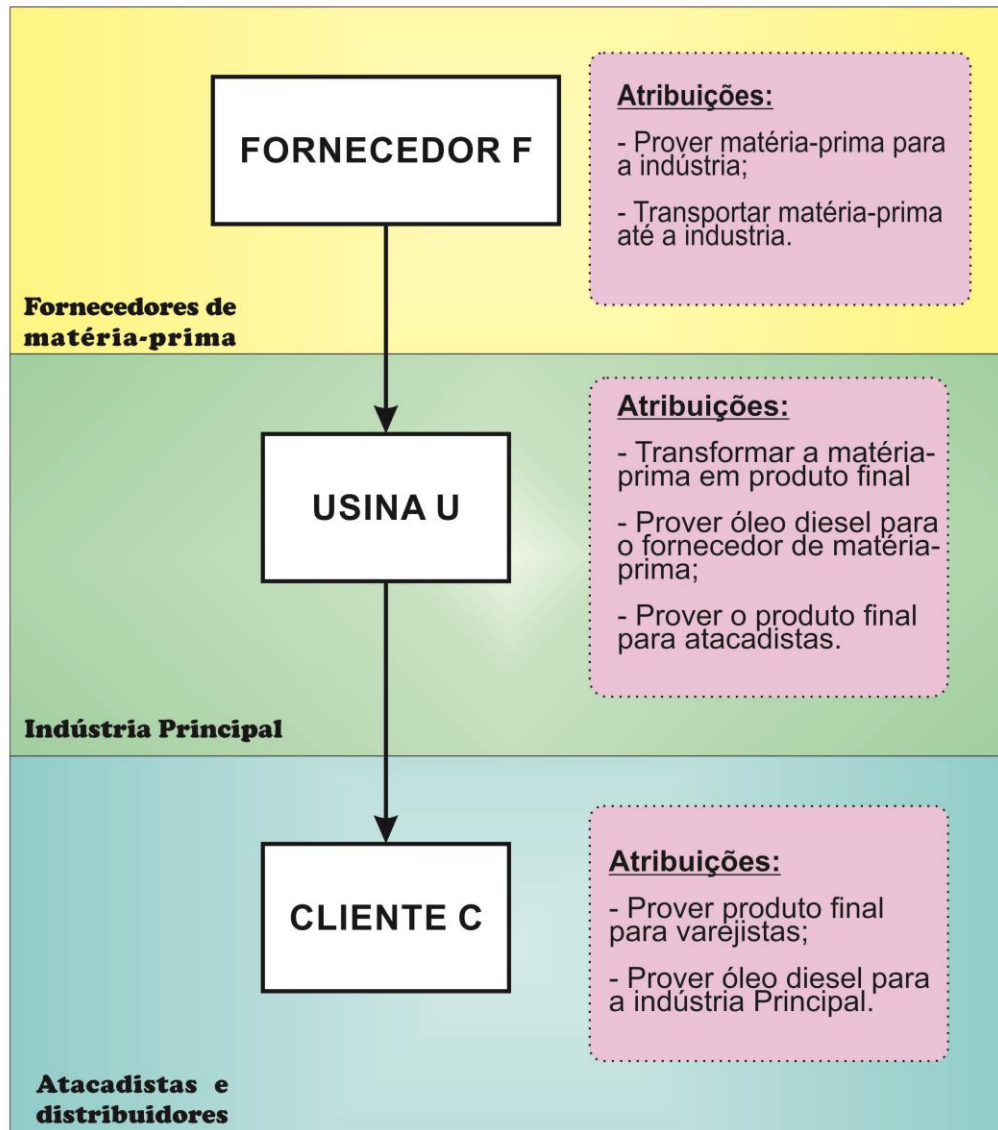 FORNECEDOR F
Atribuições:
- Prover matéria-prima para
a indústria;
- Transportar matéria-prima
até a industria.
Fornecedores de
matéria-prima
USINA U
Atribuições:
- Transformar a matéria-
prima em produto final
- Prover óleo diesel para
o fornecedor de matéria-
prima;
- Prover o produto final
para atacadistas.
Indústria Principal
CLIENTE C
Atribuições:
- Prover produto final
para varejistas;
- Prover óleo diesel para
a indústria Principal.
Atacadistas e
distribuidores